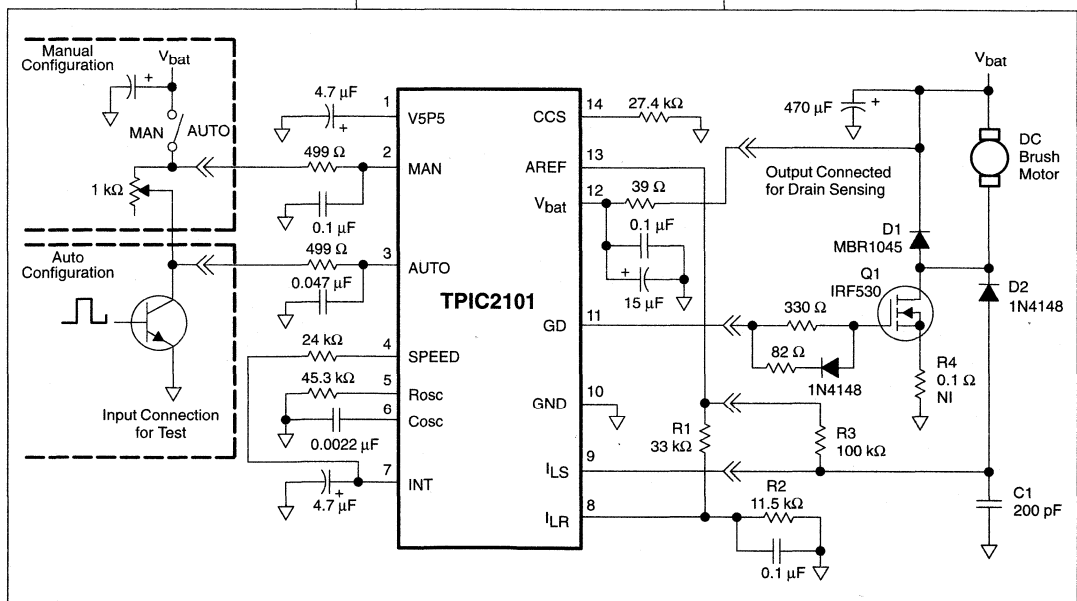 Manual
Configuration
Vbat
+
MAN
AUTO
1 kΩ
Auto
Configuration
Input Connection
for Test
4.7 µF
+
499 Ω
0.1 µF
499 Ω
0.047 µF
24 kΩ
45.3 kΩ
0.0022 µF
4.7 µF
+
1
V5P5
2
MAN
3
AUTO
4
SPEED
5
Rosc
6
Cosc
7
INT
TPIC2101
14
CCS
13
AREF
12
Vbat
11
GD
10
GND
9
ILS
8
ILR
27.4 kΩ
39 Ω
0.1 µF
+
15 µF
470 µF
+
Vbat
DC
Brush
Motor
Output Connected
for Drain Sensing
D1
MBR1045
Q1
IRF530
D2
1N4148
330 Ω
82 Ω
1N4148
R4
0.1 Ω
NI
R1
33 kΩ
R3
100 kΩ
R2
11.5 kΩ
0.1 µF
C1
200 pF